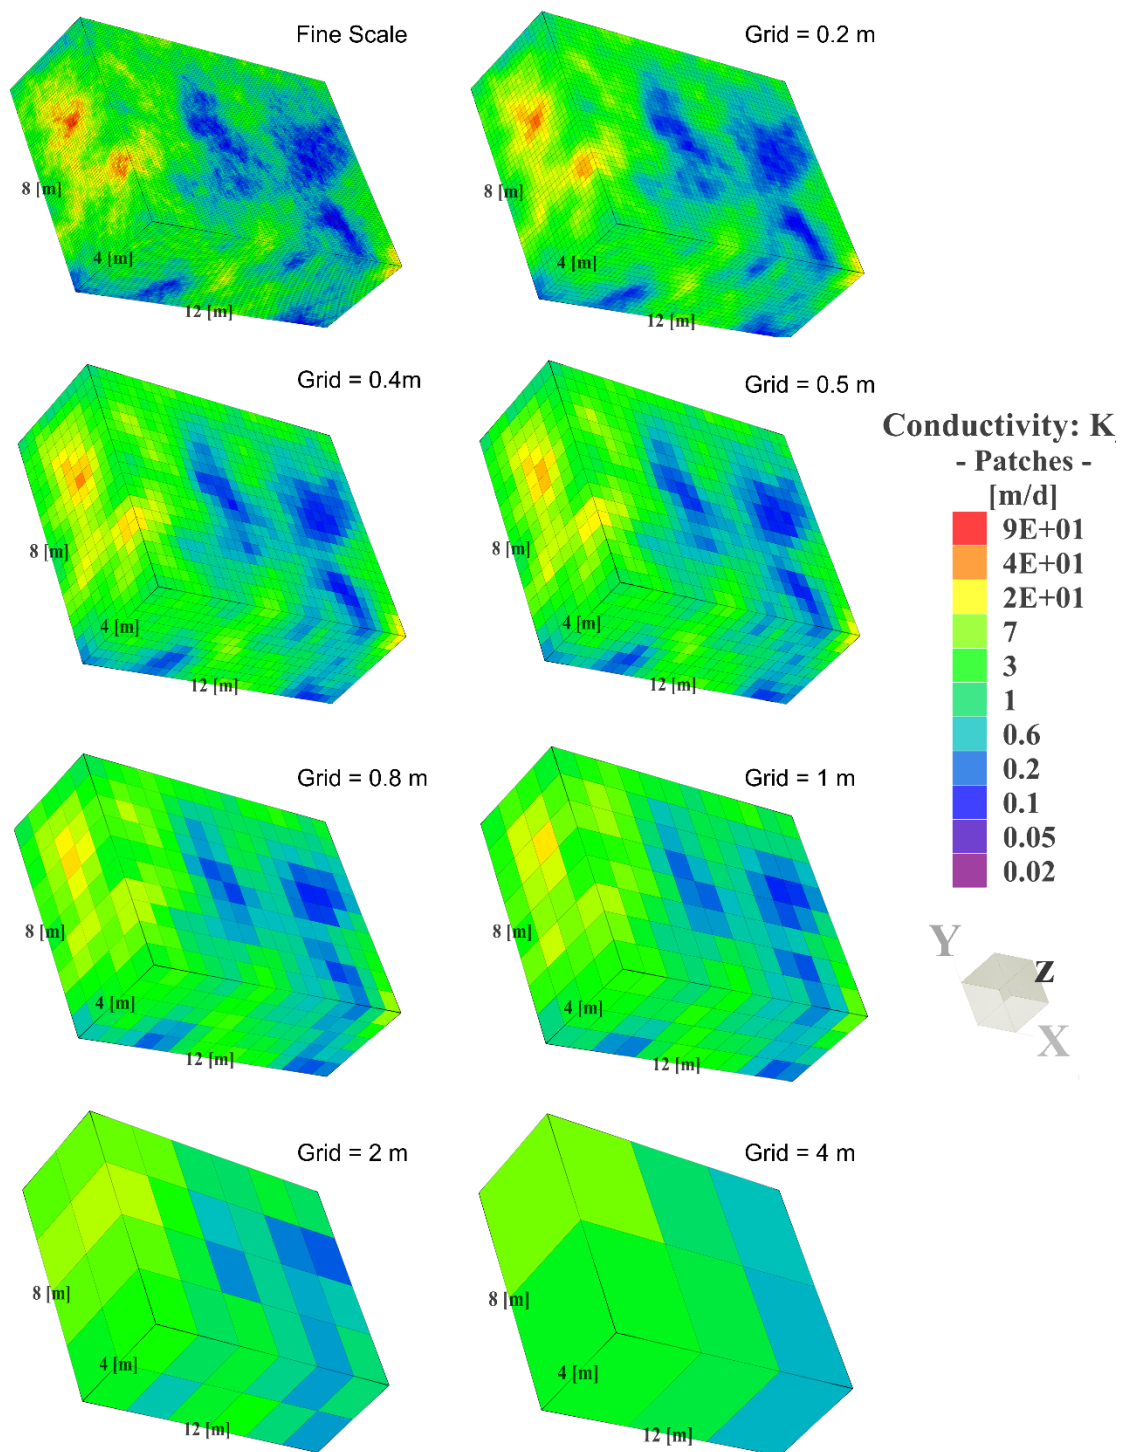 Fine Scale
Grid = 0.2 m
8 [m]
4 [m]
12 [m]
8 [m]
4 [m]
12 [m]
Grid = 0.4m
Grid = 0.5 m
8 [m]
4 [m]
12 [m]
8 [m]
4 [m]
12 [m]
Conductivity: K
- Patches -
[m/d]
9E+01
4E+01
2E+01
7
3
1
0.6
0.2
0.1
0.05
0.02
Grid = 0.8 m
Grid = 1 m
8 [m]
4 [m]
12 [m]
8 [m]
4 [m]
12 [m]
Y
Z
X
Grid = 2 m
Grid = 4 m
8 [m]
4 [m]
12 [m]
8 [m]
4 [m]
12 [m]